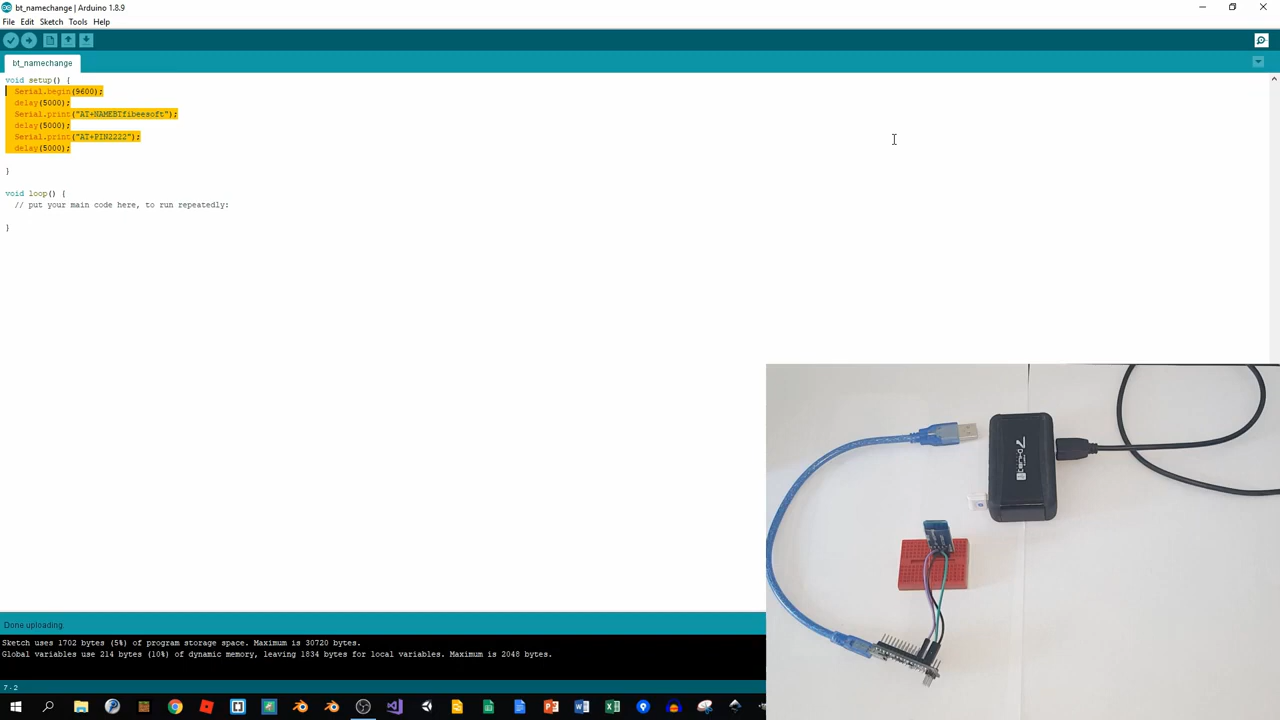 bt_namechange | Arduino 1.8.9
File Edit Sketch Tools Help
bt_namechange
void setup() {
Serial.begin(9600);
delay(5000);
Serial.print("AT+NAMEBTfibeesoft");
delay(5000);
Serial.print("AT+PIN2222");
delay(5000);
}
void loop() {
// put your main code here, to run repeatedly:
}
Done uploading.
Sketch uses 1702 bytes (5%) of program storage space. Maximum is 30720 bytes.
Global variables use 214 bytes (10%) of dynamic memory, leaving 1834 bytes for local variables. Maximum is 2048 bytes.
7 - 2